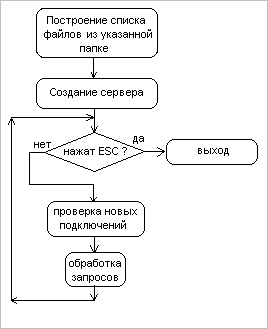 Построение списка
файлов из указанной
папке
Создание сервера
нет
да
нажат ESC ?
выход
проверка новых
подключений
обработка
запросов